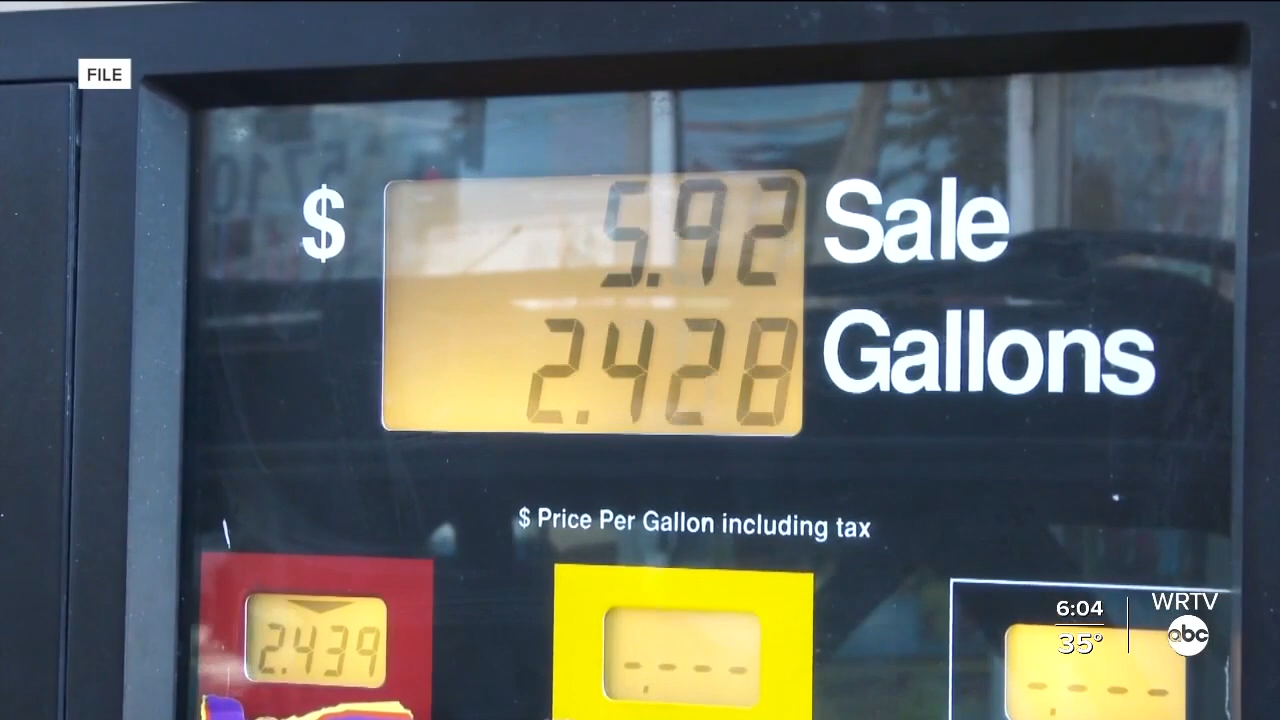 FILE
$ 5.92 Sale
2.428 Gallons
$ Price Per Gallon including tax
2.439
- - - -
- - - -
6:04
35°
WRTV
abc